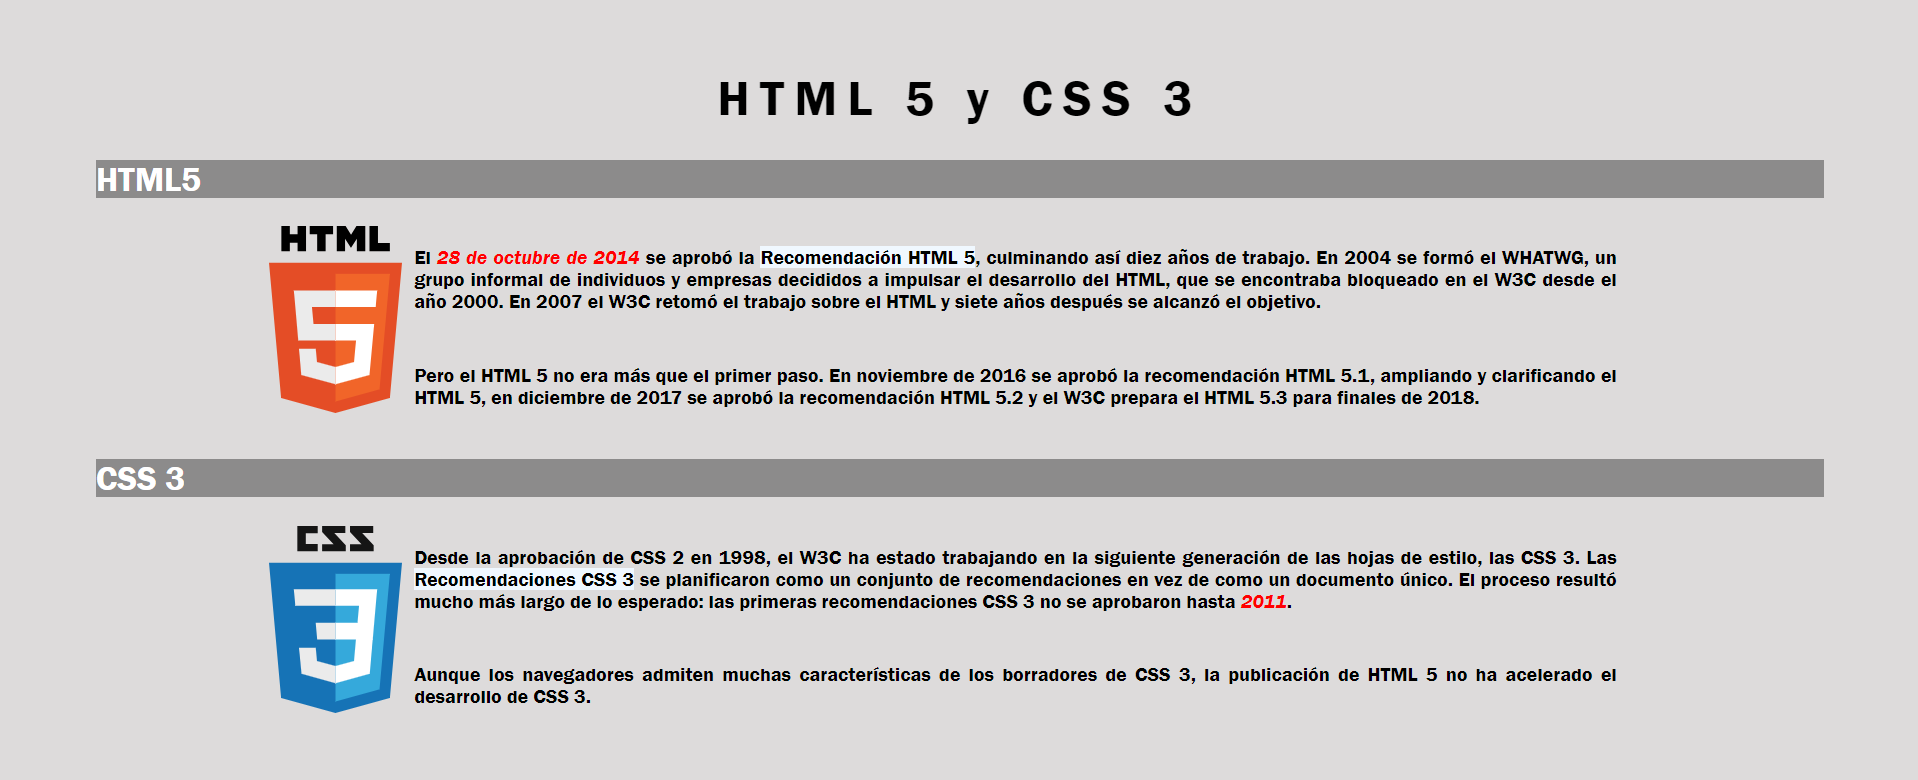 HTML 5 y CSS 3
HTML5
HTML
5
El 28 de octubre de 2014 se aprobó la Recomendación HTML 5, culminando así diez años de trabajo. En 2004 se formó el WHATWG, un
grupo informal de individuos y empresas decididos a impulsar el desarrollo del HTML, que se encontraba bloqueado en el W3C desde el
año 2000. En 2007 el W3C retomó el trabajo sobre el HTML y siete años después se alcanzó el objetivo.
Pero el HTML 5 no era más que el primer paso. En noviembre de 2016 se aprobó la recomendación HTML 5.1, ampliando y clarificando el
HTML 5, en diciembre de 2017 se aprobó la recomendación HTML 5.2 y el W3C prepara el HTML 5.3 para finales de 2018.
CSS 3
CSS
3
Desde la aprobación de CSS 2 en 1998, el W3C ha estado trabajando en la siguiente generación de las hojas de estilo, las CSS 3. Las
Recomendaciones CSS 3 se planificaron como un conjunto de recomendaciones en vez de como un documento único. El proceso resultó
mucho más largo de lo esperado: las primeras recomendaciones CSS 3 no se aprobaron hasta 2011.
Aunque los navegadores admiten muchas características de los borradores de CSS 3, la publicación de HTML 5 no ha acelerado el
desarrollo de CSS 3.